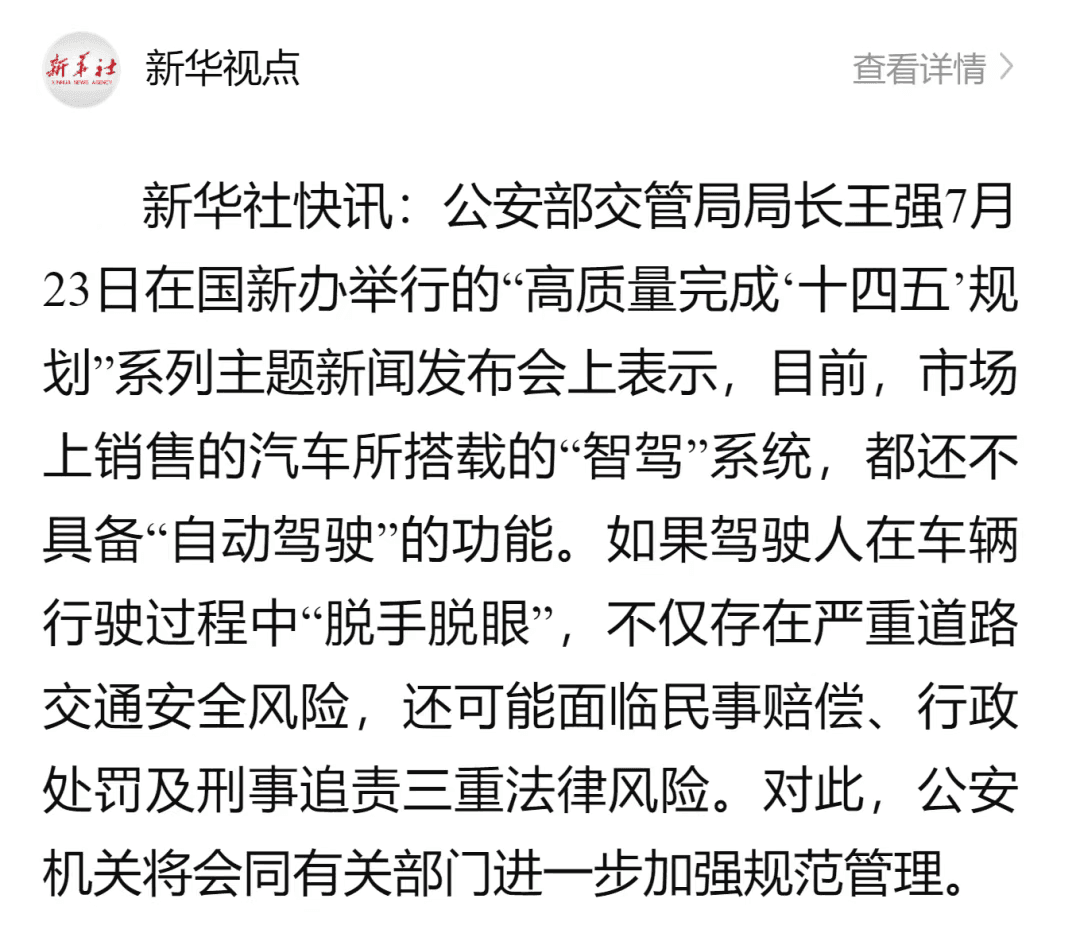 新华社
XINHUA NEWS AGENCY
新华视点
查看详情
新华社快讯：公安部交管局局长王强7月
23日在国新办举行的“高质量完成‘十四五’规
划”系列主题新闻发布会上表示，目前，市场
上销售的汽车所搭载的“智驾”系统，都还不
具备“自动驾驶”的功能。如果驾驶人在车辆
行驶过程中“脱手脱眼”，不仅存在严重道路
交通安全风险，还可能面临民事赔偿、行政
处罚及刑事追责三重法律风险。对此，公安
机关将会同有关部门进一步加强规范管理。